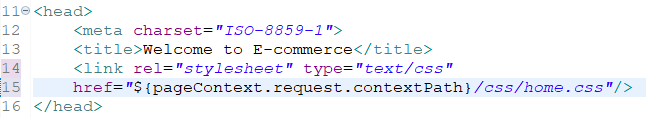 11 <head>
12     <meta charset="ISO-8859-1">
13     <title>Welcome to E-commerce</title>
14     <link rel="stylesheet" type="text/css"
15     href="${pageContext.request.contextPath}/css/home.css"/>
16 </head>